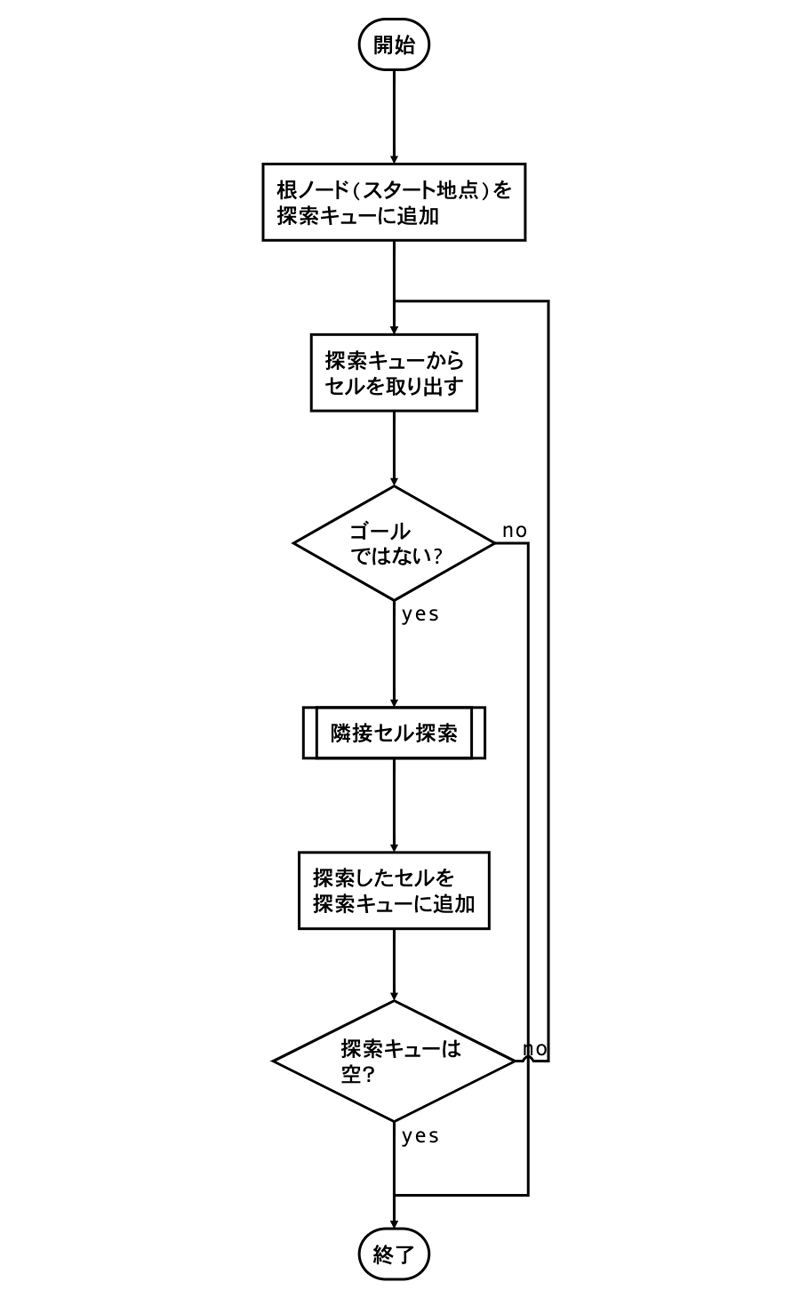 開始
根ノード(スタート地点)を
探索キューに追加
探索キューから
セルを取り出す
ゴール
ではない?
no
yes
隣接セル探索
探索したセルを
探索キューに追加
探索キューは
空?
no
yes
終了